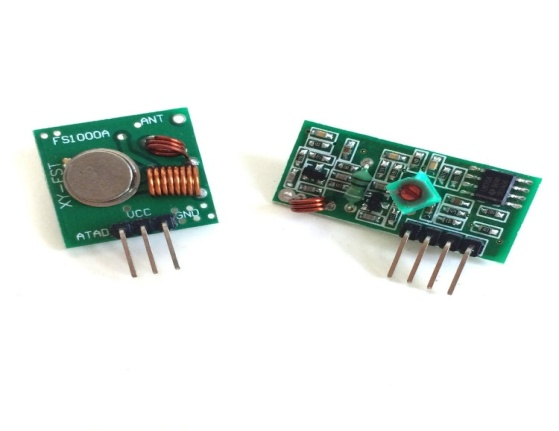 ANT
FS1000A
XY-FST
VCC
GND
ATAD